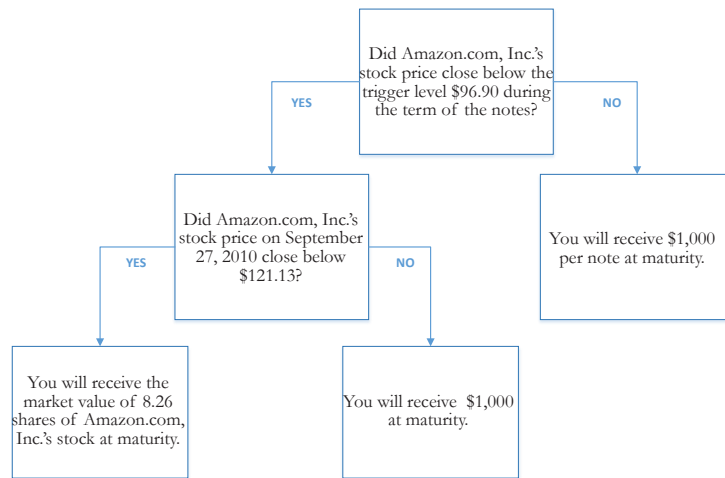 Did Amazon.com, Inc.'s
stock price close below the
trigger level $96.90 during
the term of the notes?
YES
NO
Did Amazon.com, Inc.'s
stock price on September
27, 2010 close below
$121.13?
You will receive $1,000
per note at maturity.
YES
NO
You will receive the
market value of 8.26
shares of Amazon.com,
Inc.'s stock at maturity.
You will receive $1,000
at maturity.